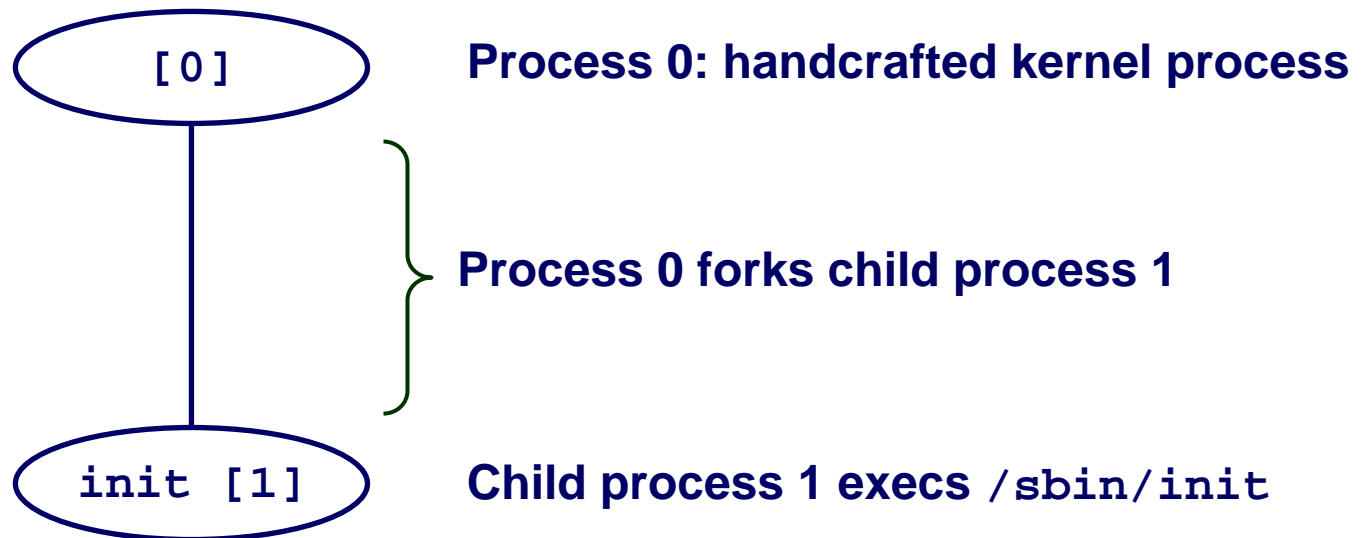 [0]
Process 0: handcrafted kernel process
Process 0 forks child process 1
init [1]
Child process 1 execs /sbin/init